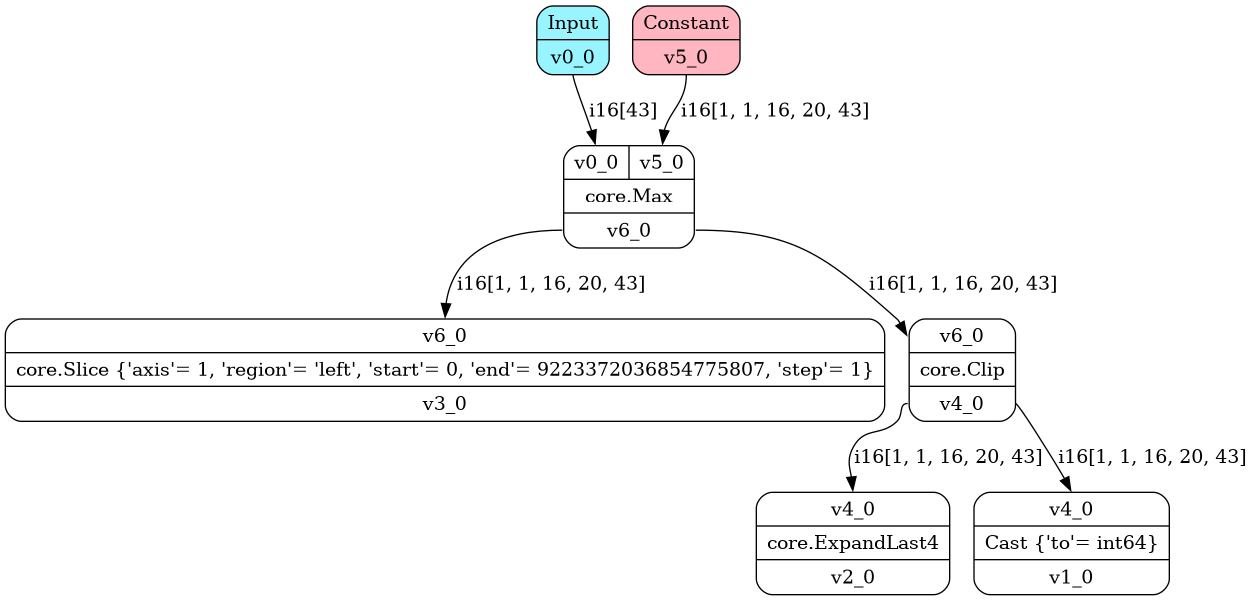 Input
v0_0
Constant
v5_0
i16[43]
i16[1, 1, 16, 20, 43]
v0_0
v5_0
core.Max
v6_0
i16[1, 1, 16, 20, 43]
i16[1, 1, 16, 20, 43]
v6_0
core.Slice {'axis'= 1, 'region'= 'left', 'start'= 0, 'end'= 9223372036854775807, 'step'= 1}
v3_0
v6_0
core.Clip
v4_0
i16[1, 1, 16, 20, 43]
i16[1, 1, 16, 20, 43]
v4_0
core.ExpandLast4
v2_0
v4_0
Cast {'to'= int64}
v1_0